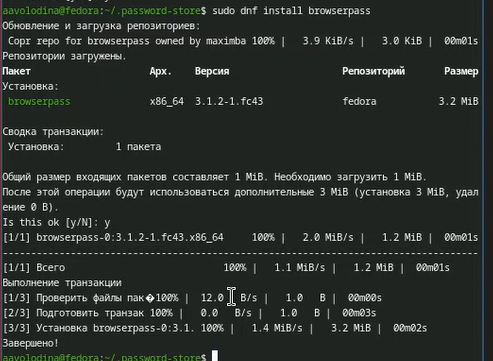 aavolodina@fedora:~/.password-store$ sudo dnf install browserpass
Обновление и загрузка репозиториев:
Copr repo for browserpass owned by maximba 100% | 3.9 KiB/s | 3.0 KiB | 00m01s
Репозитории загружены.
Пакет Арх. Версия Репозиторий Размер
Установка:
browserpass x86_64 3.1.2-1.fc43 fedora 3.2 MiB
Сводка транзакции:
Установка: 1 пакета
Общий размер входящих пакетов составляет 1 MiB. Необходимо загрузить 1 MiB.
После этой операции будут использоваться дополнительные 3 MiB (установка 3 MiB, удал
ение 0 B).
Is this ok [y/N]: y
[1/1] browserpass-0:3.1.2-1.fc43.x86_64 100% | 2.0 MiB/s | 1.2 MiB | 00m01s
--------------------------------------------------------------------------------
[1/1] Всего 100% | 1.1 MiB/s | 1.2 MiB | 00m01s
Выполнение транзакции
[1/3] Проверить файлы пак�100% | 12.0 B/s | 1.0 B | 00m00s
[2/3] Подготовить транзак 100% | 0.0 B/s | 1.0 B | 00m03s
[3/3] Установка browserpass-0:3.1. 100% | 1.4 MiB/s | 3.2 MiB | 00m02s
Завершено!
aavolodina@fedora:~/.password-store$